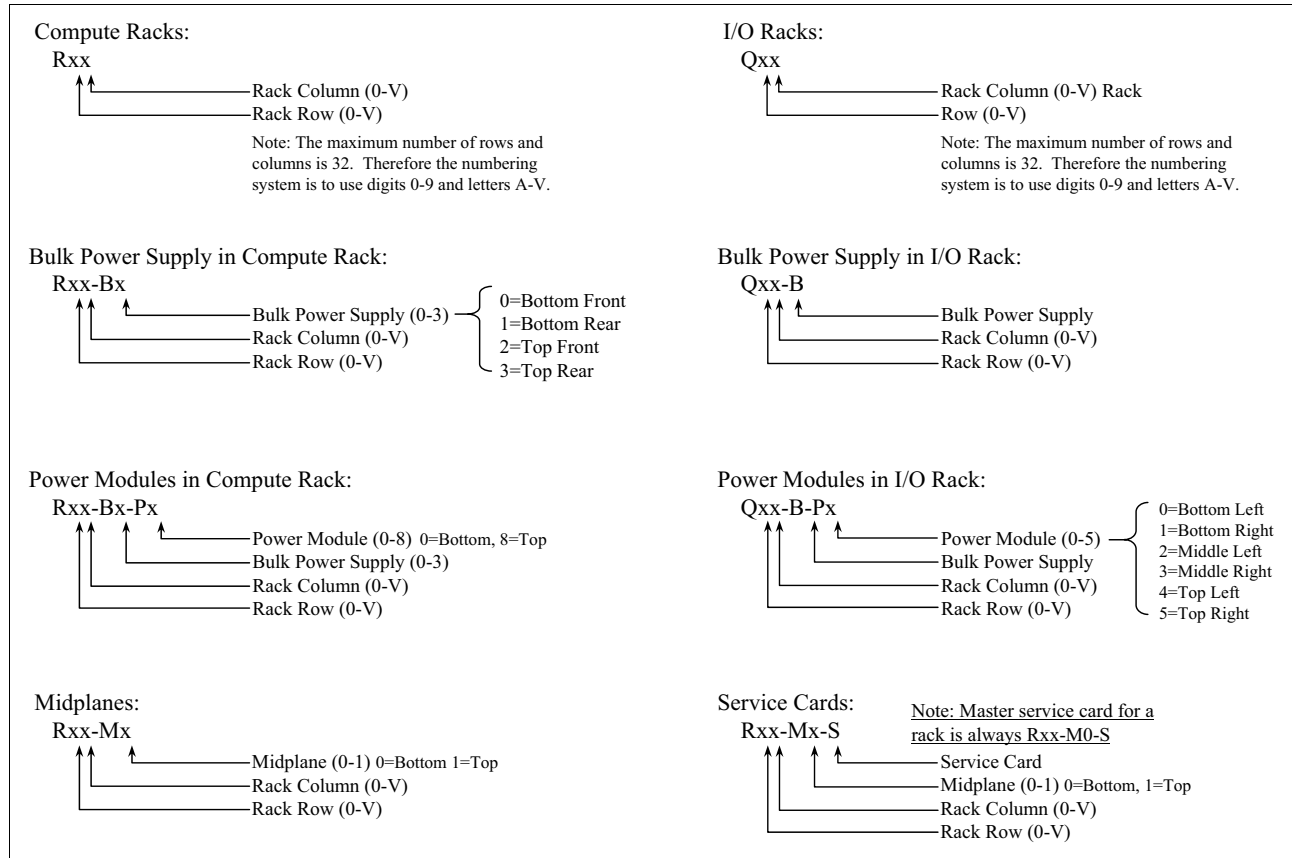 Compute Racks:
Rxx
Rack Column (0-V)
Rack Row (0-V)
Note: The maximum number of rows and
columns is 32. Therefore the numbering
system is to use digits 0-9 and letters A-V.
I/O Racks:
Qxx
Rack Column (0-V) Rack
Row (0-V)
Note: The maximum number of rows and
columns is 32. Therefore the numbering
system is to use digits 0-9 and letters A-V.
Bulk Power Supply in Compute Rack:
Rxx-Bx
Bulk Power Supply (0-3)
Rack Column (0-V)
Rack Row (0-V)
0=Bottom Front
1=Bottom Rear
2=Top Front
3=Top Rear
Bulk Power Supply in I/O Rack:
Qxx-B
Bulk Power Supply
Rack Column (0-V)
Rack Row (0-V)
Power Modules in Compute Rack:
Rxx-Bx-Px
Power Module (0-8) 0=Bottom, 8=Top
Bulk Power Supply (0-3)
Rack Column (0-V)
Rack Row (0-V)
Power Modules in I/O Rack:
Qxx-B-Px
Power Module (0-5)
Bulk Power Supply
Rack Column (0-V)
Rack Row (0-V)
0=Bottom Left
1=Bottom Right
2=Middle Left
3=Middle Right
4=Top Left
5=Top Right
Midplanes:
Rxx-Mx
Midplane (0-1) 0=Bottom 1=Top
Rack Column (0-V)
Rack Row (0-V)
Service Cards:
Rxx-Mx-S
Note: Master service card for a
rack is always Rxx-M0-S
Service Card
Midplane (0-1) 0=Bottom, 1=Top
Rack Column (0-V)
Rack Row (0-V)